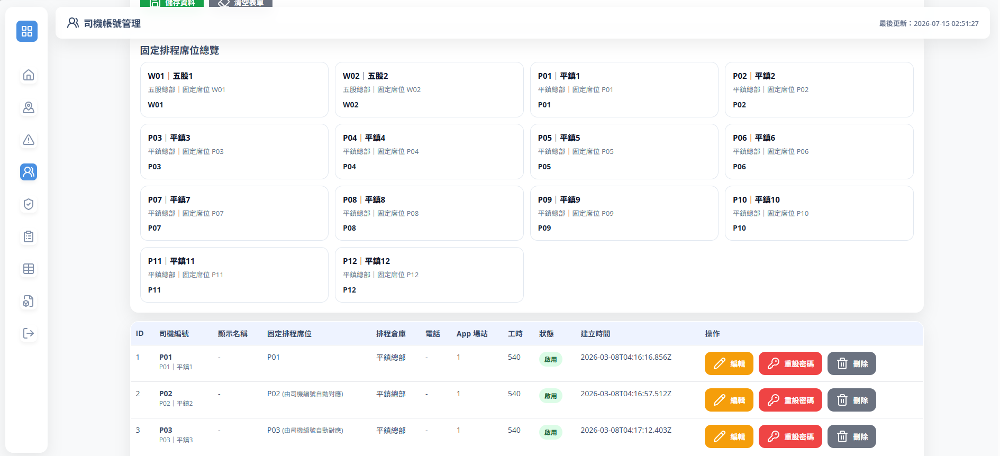 儲存資料 清空表單
司機帳號管理 最後更新：2026-07-15 02:51:27
固定排程席位總覽
W01｜五股1
五股總部｜固定席位 W01
W01
W02｜五股2
五股總部｜固定席位 W02
W02
P01｜平鎮1
平鎮總部｜固定席位 P01
P01
P02｜平鎮2
平鎮總部｜固定席位 P02
P02
P03｜平鎮3
平鎮總部｜固定席位 P03
P03
P04｜平鎮4
平鎮總部｜固定席位 P04
P04
P05｜平鎮5
平鎮總部｜固定席位 P05
P05
P06｜平鎮6
平鎮總部｜固定席位 P06
P06
P07｜平鎮7
平鎮總部｜固定席位 P07
P07
P08｜平鎮8
平鎮總部｜固定席位 P08
P08
P09｜平鎮9
平鎮總部｜固定席位 P09
P09
P10｜平鎮10
平鎮總部｜固定席位 P10
P10
P11｜平鎮11
平鎮總部｜固定席位 P11
P11
P12｜平鎮12
平鎮總部｜固定席位 P12
P12
ID 司機編號 顯示名稱 固定排程席位 排程倉庫 電話 App 場站 工時 狀態 建立時間 操作
1 P01 - P01 平鎮總部 - 1 540 啟用 2026-03-08T04:16:16.856Z 編輯 重設密碼 刪除
P01｜平鎮1
2 P02 - P02 (由司機編號自動對應) 平鎮總部 - 1 540 啟用 2026-03-08T04:16:57.512Z 編輯 重設密碼 刪除
P02｜平鎮2
3 P03 - P03 (由司機編號自動對應) 平鎮總部 - 1 540 啟用 2026-03-08T04:17:12.403Z 編輯 重設密碼 刪除
P03｜平鎮3